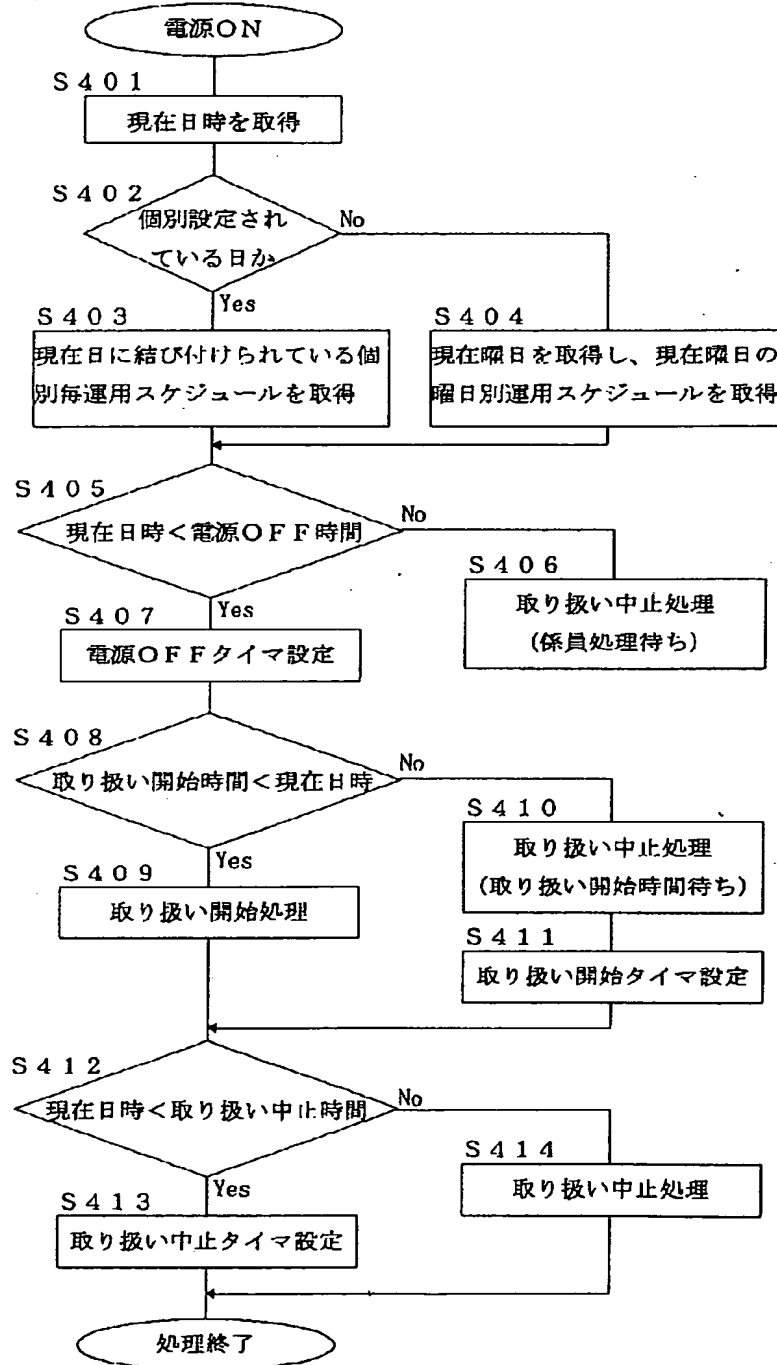 電源ON
S401
現在日時を取得
S402
個別設定され
ている日か
No
Yes
S403
現在日に結び付けられている個
別毎運用スケジュールを取得
S404
現在曜日を取得し、現在曜日の
曜日別運用スケジュールを取得
S405
現在日時<電源OFF時間
No
S406
取り扱い中止処理
(係員処理待ち)
Yes
S407
電源OFFタイマ設定
S408
取り扱い開始時間<現在日時
No
S410
取り扱い中止処理
(取り扱い開始時間待ち)
Yes
S409
取り扱い開始処理
S411
取り扱い開始タイマ設定
S412
現在日時<取り扱い中止時間
No
S414
取り扱い中止処理
Yes
S413
取り扱い中止タイマ設定
処理終了